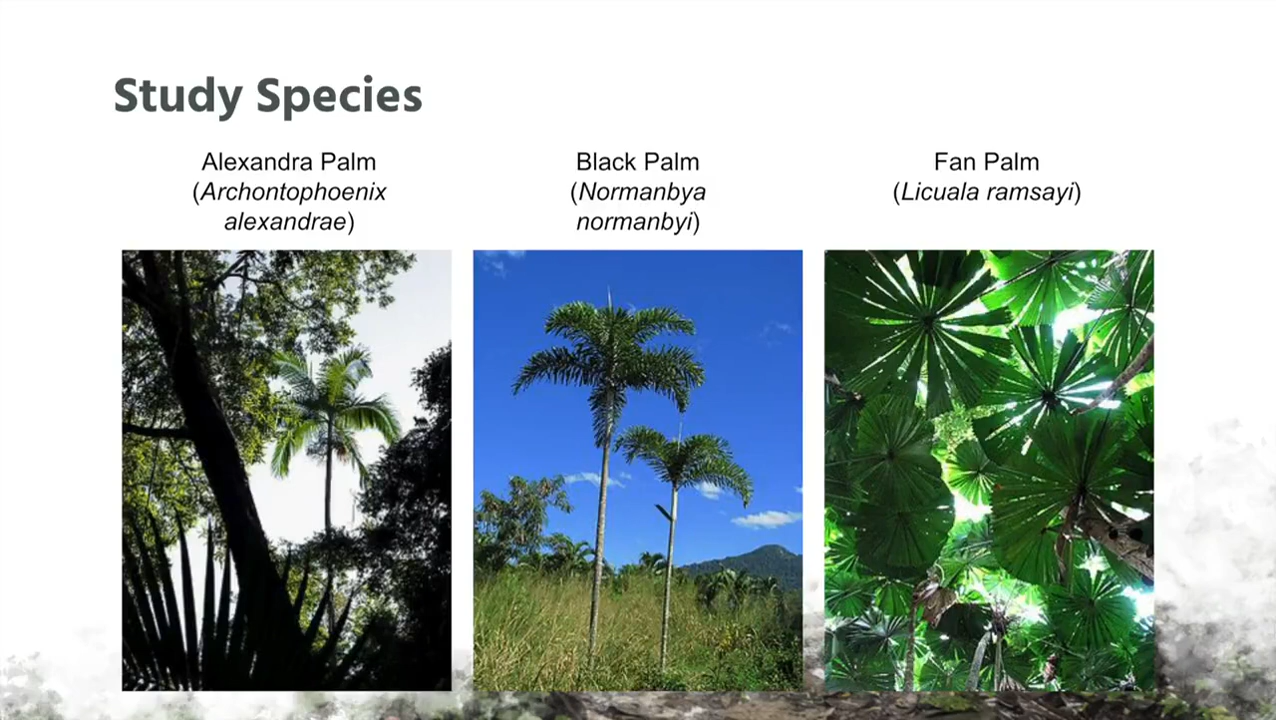 Study Species
Alexandra Palm
(Archontophoenix
alexandrae)
Black Palm
(Normanbya
normanbyi)
Fan Palm
(Licuala ramsayi)